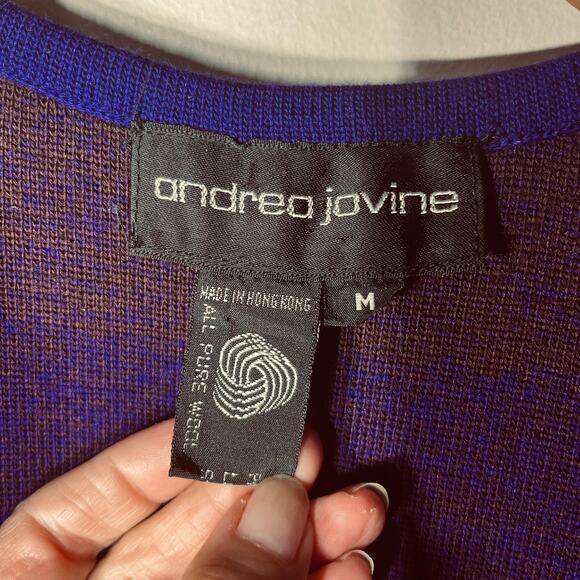 andrea jovine
M
MADE IN HONG KONG
ALL PURE WOOL